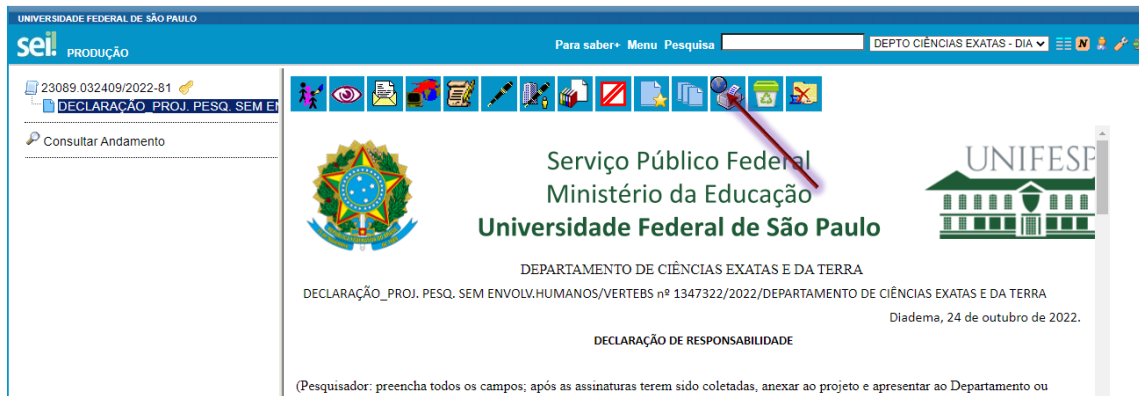 UNIVERSIDADE FEDERAL DE SÃO PAULO
sei! PRODUÇÃO
Para saber+ Menu Pesquisa
DEPTO CIÊNCIAS EXATAS - DIA
N
23089.032409/2022-81
DECLARAÇÃO_PROJ. PESQ. SEM
Consultar Andamento
Serviço Público Federal
Ministério da Educação
Universidade Federal de São Paulo
UNIFESP
DEPARTAMENTO DE CIÊNCIAS EXATAS E DA TERRA
DECLARAÇÃO_PROJ. PESQ. SEM ENVOLV.HUMANOS/VERTEBS nº 1347322/2022/DEPARTAMENTO DE CIÊNCIAS EXATAS E DA TERRA
Diadema, 24 de outubro de 2022.
DECLARAÇÃO DE RESPONSABILIDADE
(Pesquisador: preencha todos os campos; após as assinaturas terem sido coletadas, anexar ao projeto e apresentar ao Departamento ou